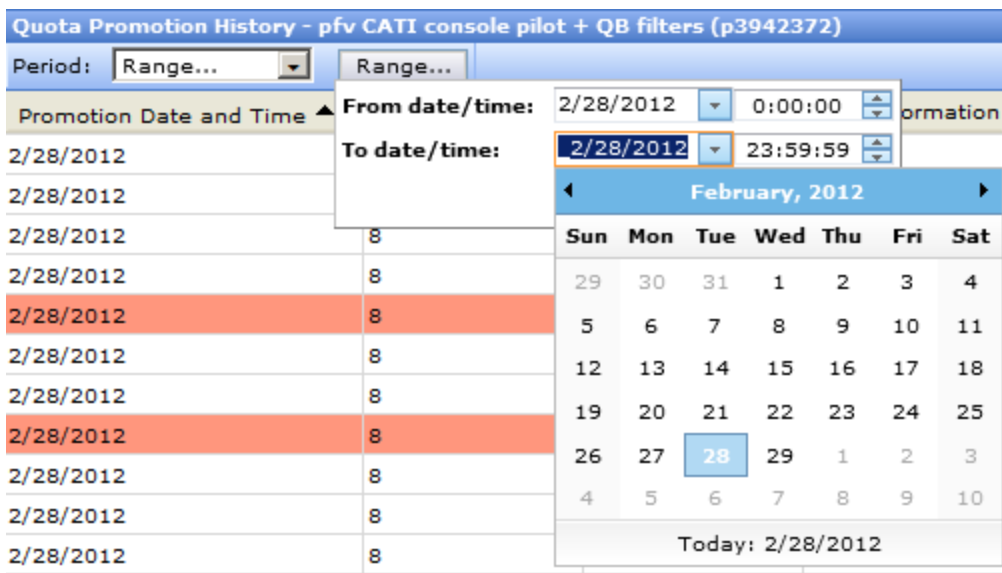 Quota Promotion History - pfv CATI console pilot + QB filters (p3942372)
Period: Range... Range...
Promotion Date and Time
ormation
From date/time: 2/28/2012 0:00:00
To date/time: 2/28/2012 23:59:59
2/28/2012
2/28/2012
2/28/2012 8
2/28/2012 8
2/28/2012 8
2/28/2012 8
2/28/2012 8
2/28/2012 8
2/28/2012 8
2/28/2012 8
2/28/2012 8
February, 2012
Sun Mon Tue Wed Thu Fri Sat
29 30 31 1 2 3 4
5 6 7 8 9 10 11
12 13 14 15 16 17 18
19 20 21 22 23 24 25
26 27 28 29 1 2 3
4 5 6 7 8 9 10
Today: 2/28/2012